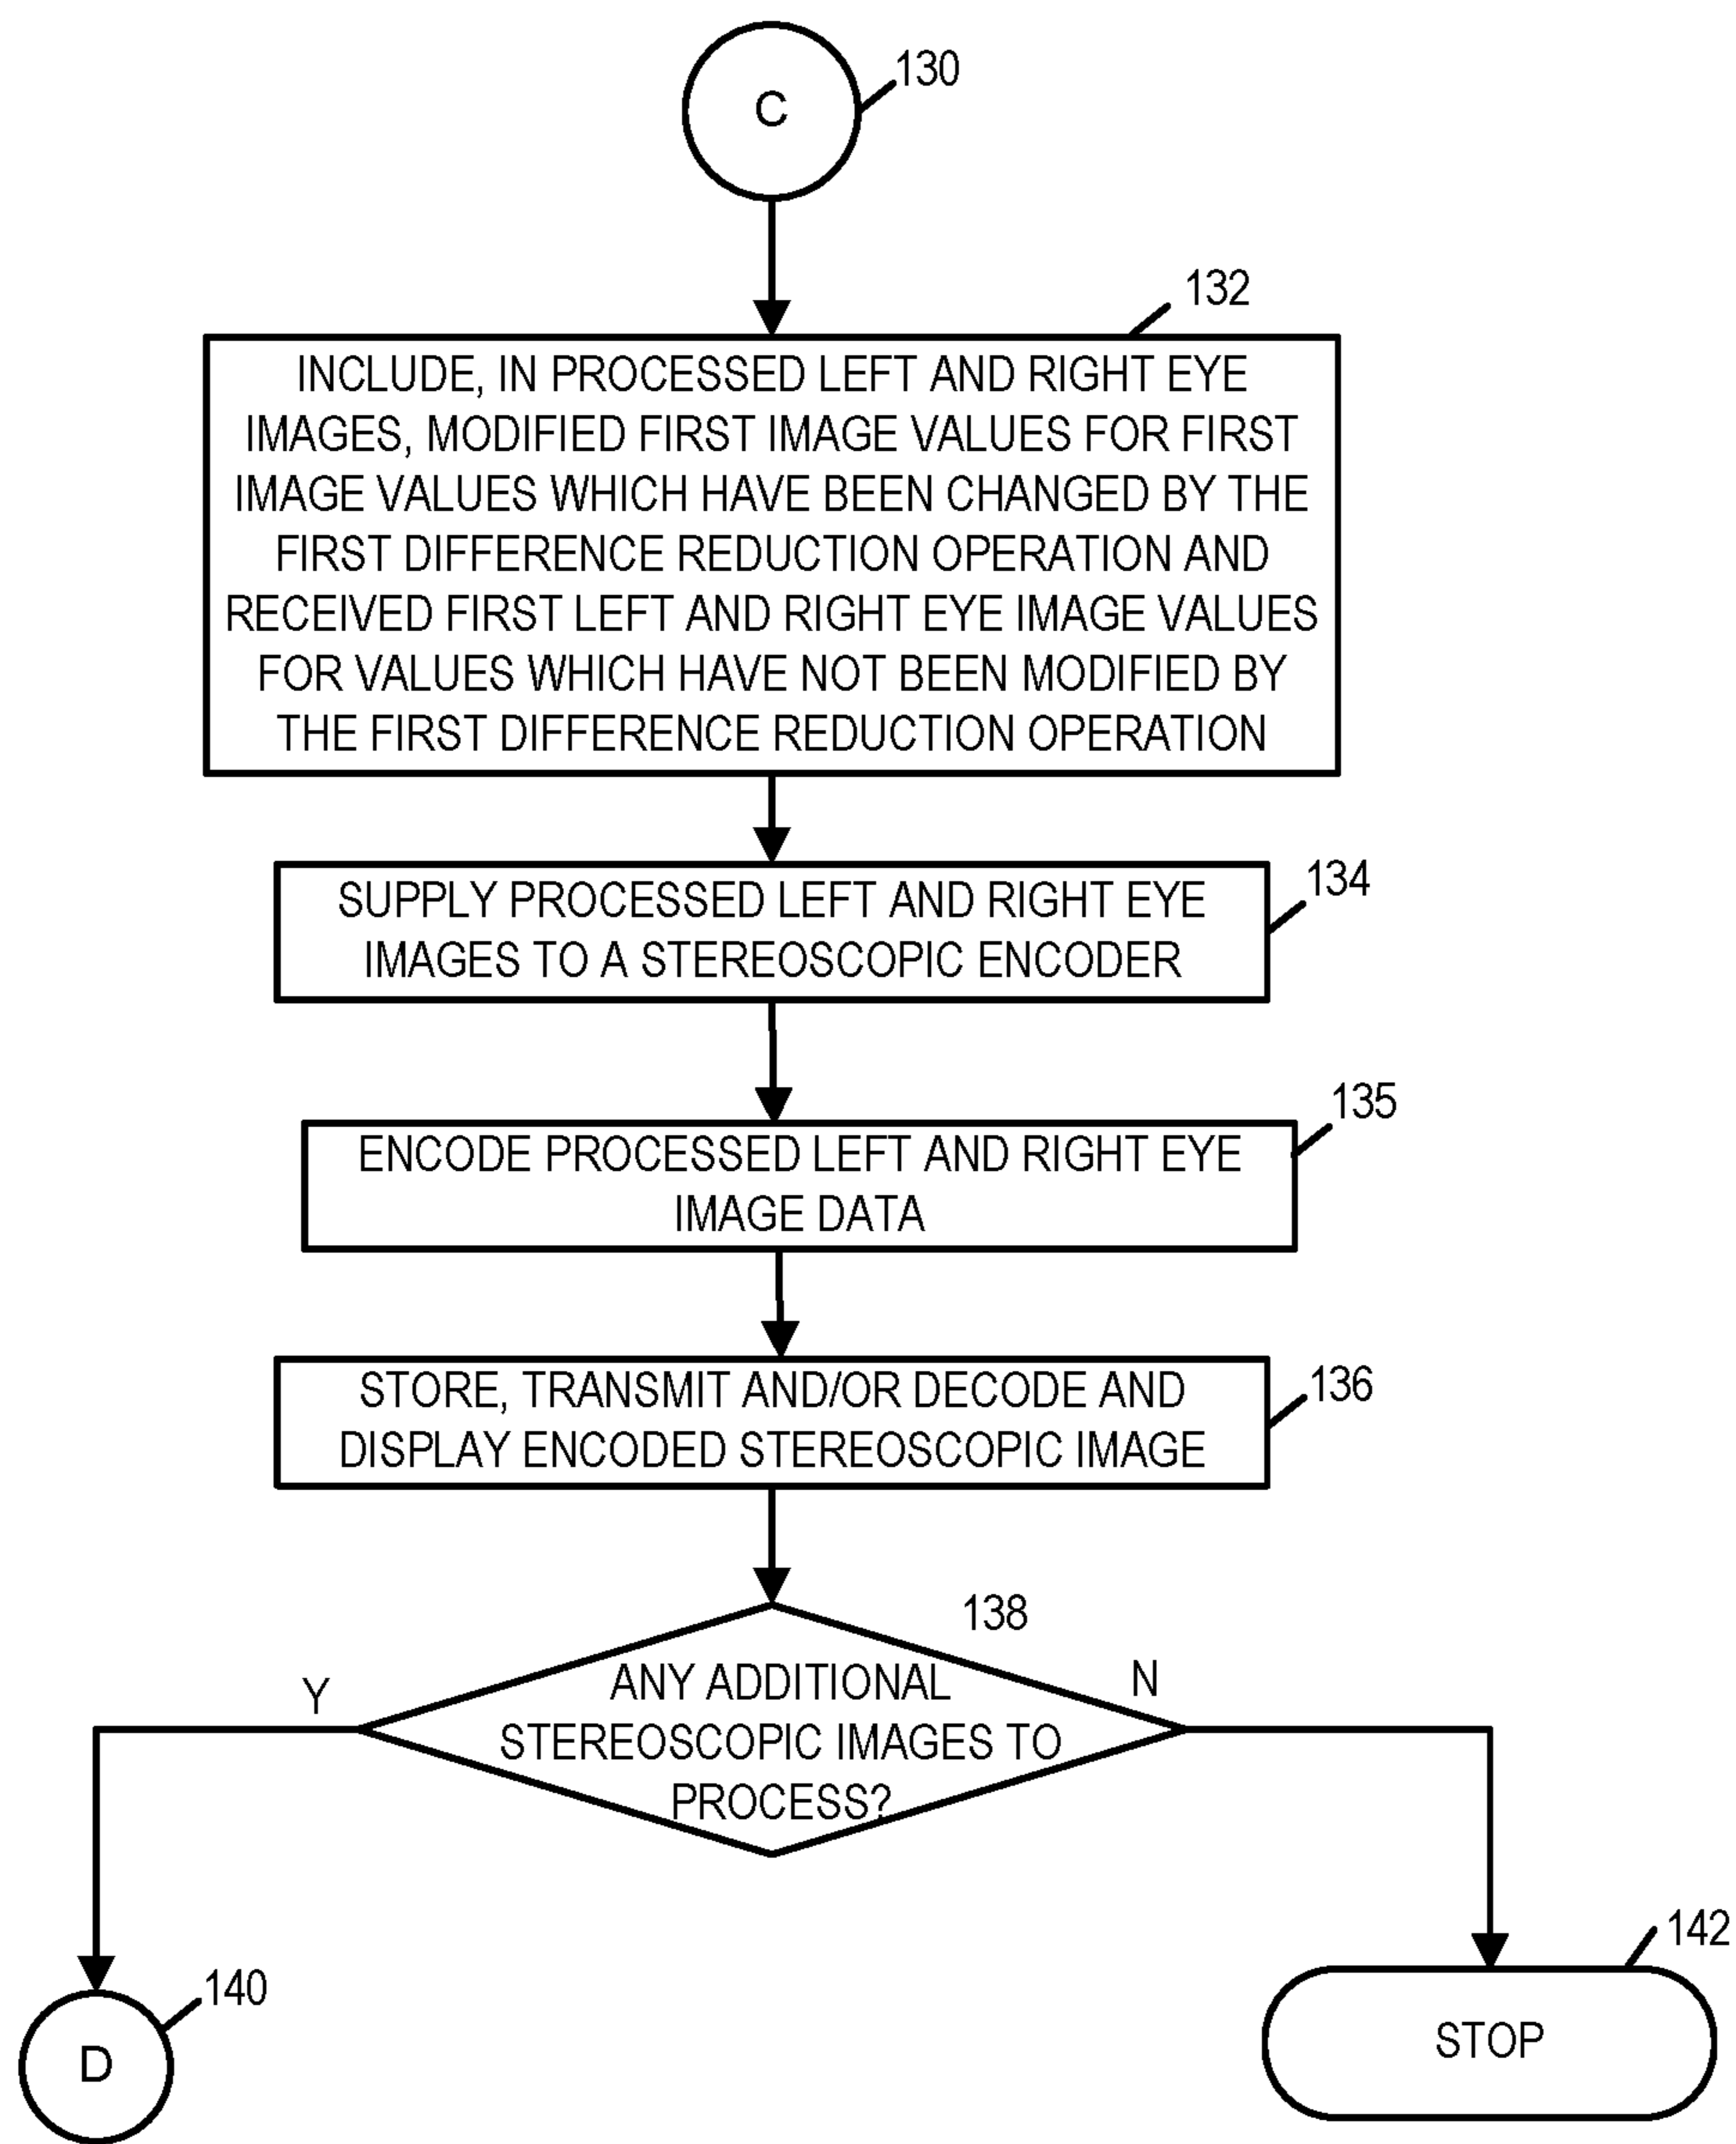 C
130
132
INCLUDE, IN PROCESSED LEFT AND RIGHT EYE
IMAGES, MODIFIED FIRST IMAGE VALUES FOR FIRST
IMAGE VALUES WHICH HAVE BEEN CHANGED BY THE
FIRST DIFFERENCE REDUCTION OPERATION AND
RECEIVED FIRST LEFT AND RIGHT EYE IMAGE VALUES
FOR VALUES WHICH HAVE NOT BEEN MODIFIED BY
THE FIRST DIFFERENCE REDUCTION OPERATION
134
SUPPLY PROCESSED LEFT AND RIGHT EYE
IMAGES TO A STEREOSCOPIC ENCODER
135
ENCODE PROCESSED LEFT AND RIGHT EYE
IMAGE DATA
136
STORE, TRANSMIT AND/OR DECODE AND
DISPLAY ENCODED STEREOSCOPIC IMAGE
138
ANY ADDITIONAL
STEREOSCOPIC IMAGES TO
PROCESS?
Y
N
140
D
142
STOP